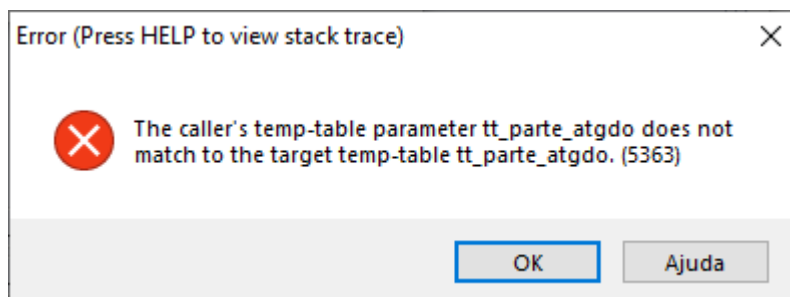 Error (Press HELP to view stack trace)
The caller's temp-table parameter tt_parte_atgdo does not
match to the target temp-table tt_parte_atgdo. (5363)
OK
Ajuda